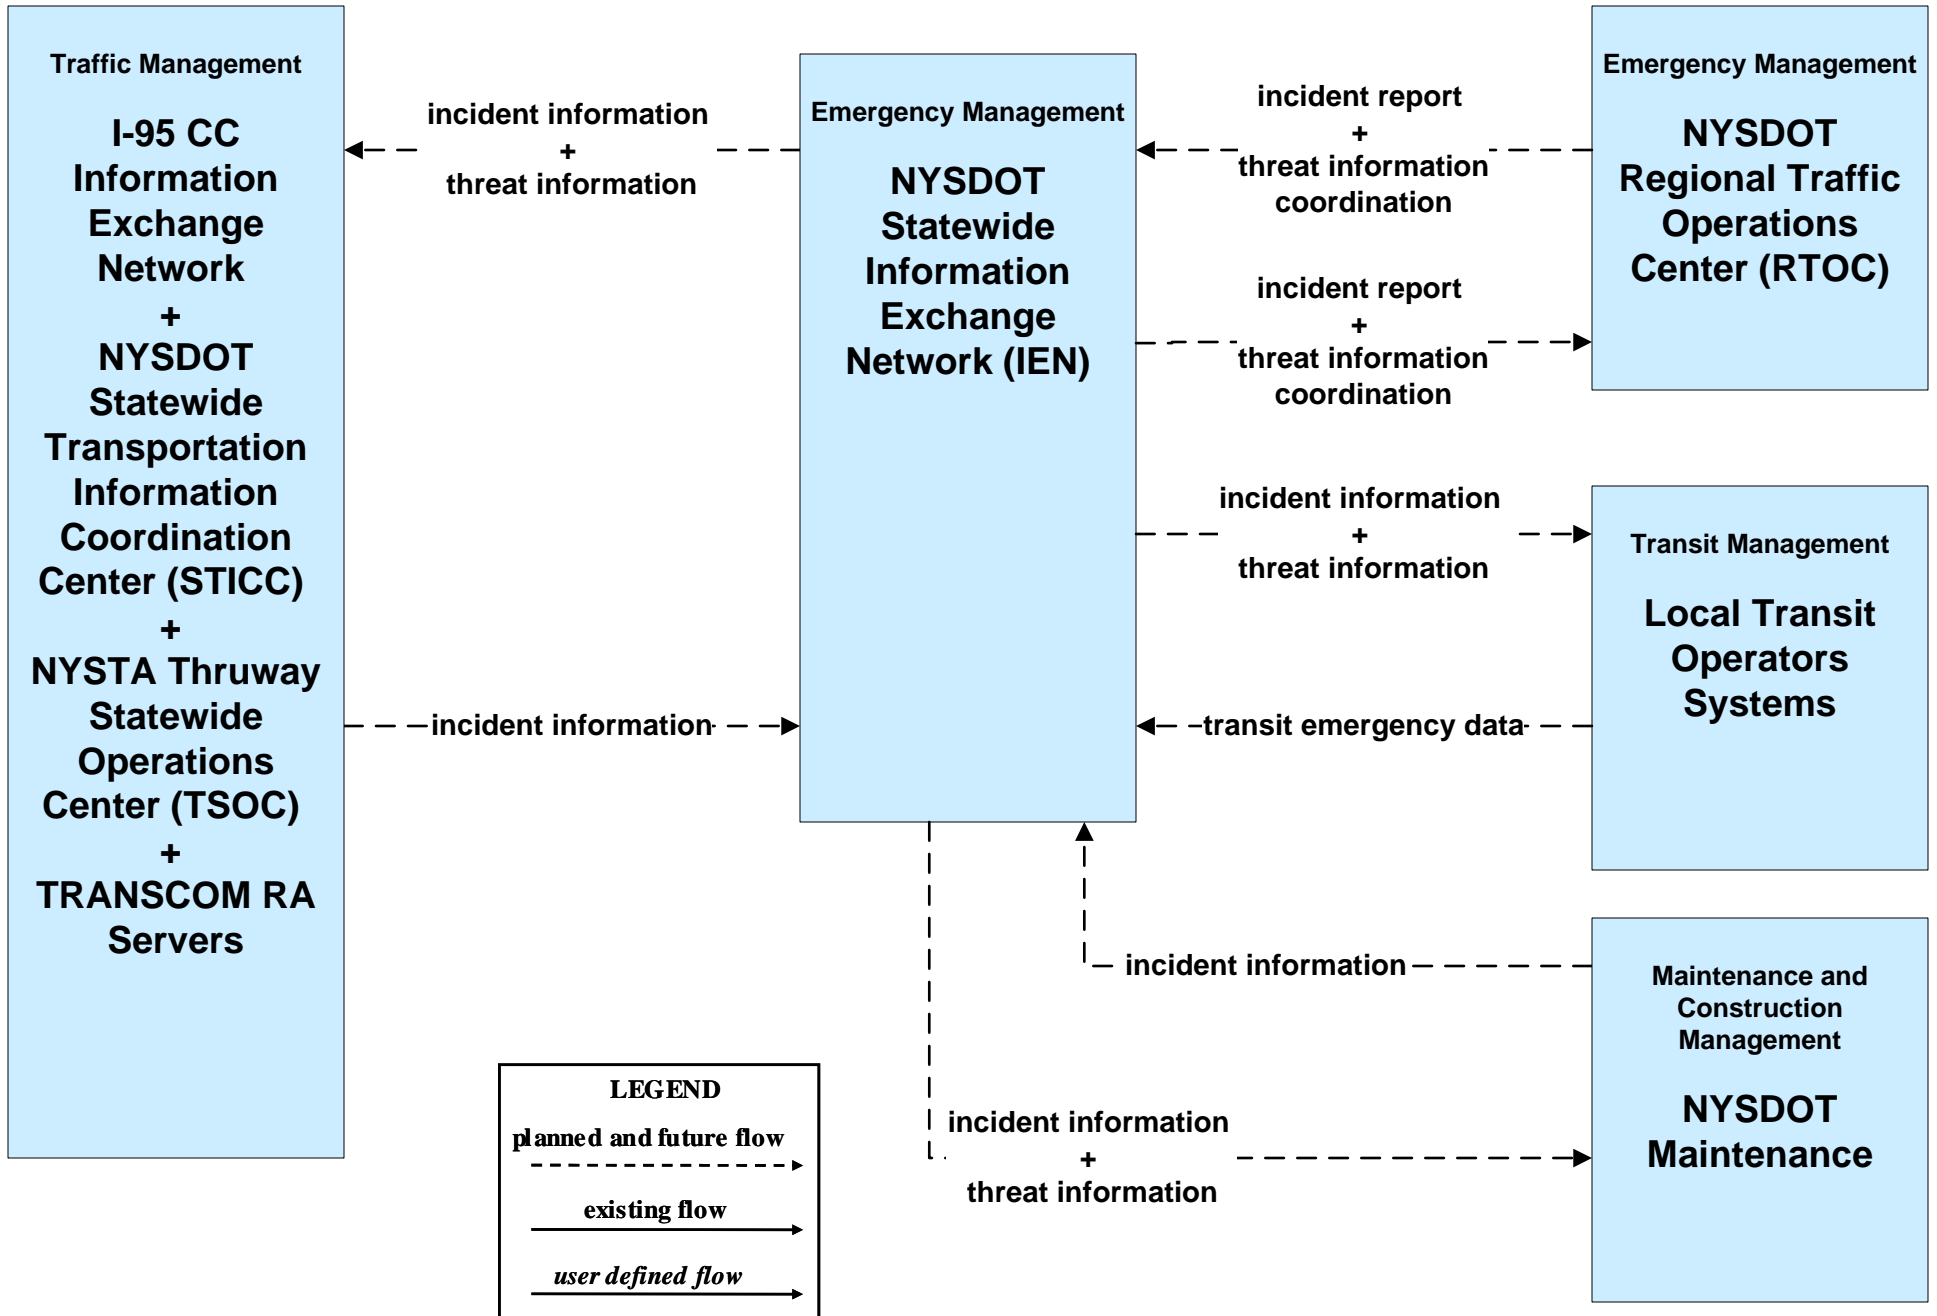 Traffic Management
I-95 CC
Information
Exchange
Network
+
NYSDOT
Statewide
Transportation
Information
Coordination
Center (STICC)
+
NYSTA Thruway
Statewide
Operations
Center (TSOC)
+
TRANSCOM RA
Servers
incident information
+
threat information
incident information
Emergency Management
NYSDOT
Statewide
Information
Exchange
Network (IEN)
incident report
+
threat information
coordination
incident report
+
threat information
coordination
incident information
+
threat information
transit emergency data
incident information
incident information
+
threat information
Emergency Management
NYSDOT
Regional Traffic
Operations
Center (RTOC)
Transit Management
Local Transit
Operators
Systems
Maintenance and
Construction
Management
NYSDOT
Maintenance
LEGEND
planned and future flow
existing flow
user defined flow